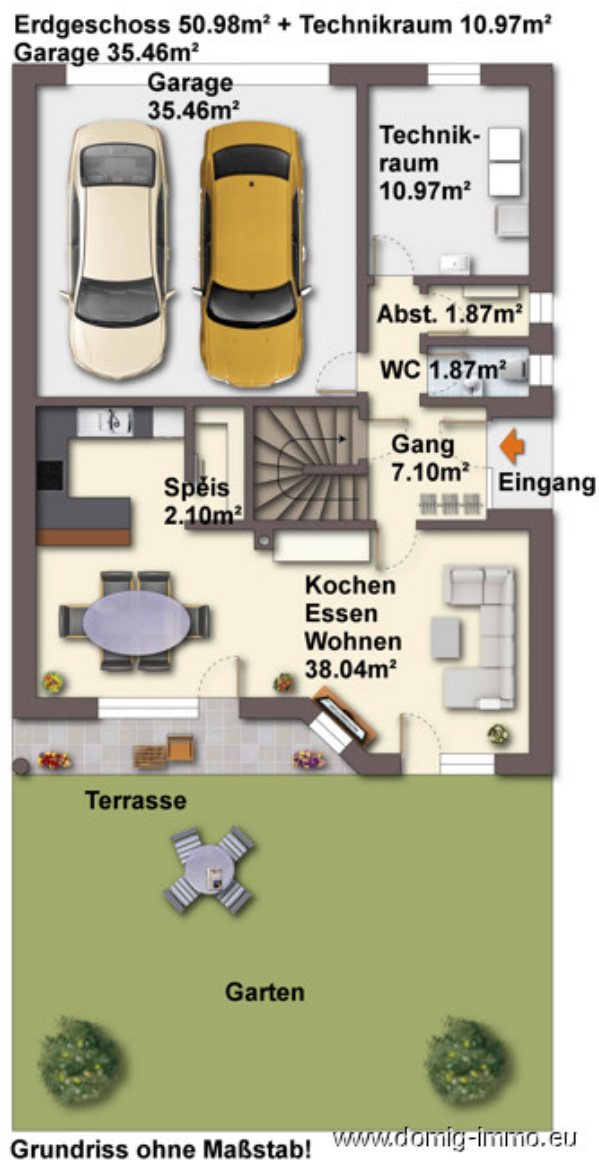 Erdgeschoss 50.98m² + Technikraum 10.97m²
Garage 35.46m²
Garage
35.46m²
Technik-
raum
10.97m²
Abst. 1.87m²
WC 1.87m²
Gang
7.10m²
Eingang
Speis
2.10m²
Kochen
Essen
Wohnen
38.04m²
Terrasse
Garten
Grundriss ohne Maßstab!
www.domig-immo.eu